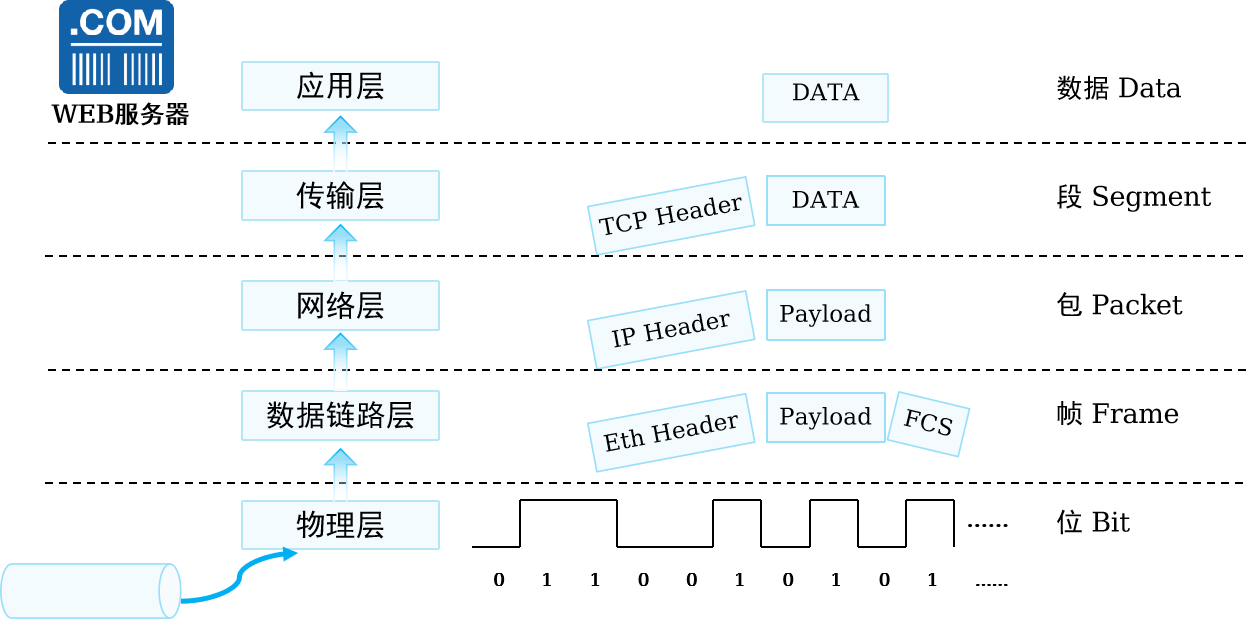 .COM
WEB服务器
应用层
DATA
数据 Data
传输层
TCP Header
DATA
段 Segment
网络层
IP Header
Payload
包 Packet
数据链路层
Eth Header
Payload
FCS
帧 Frame
物理层
......
位 Bit
0 1 1 0 0 1 0 1 0 1 ......